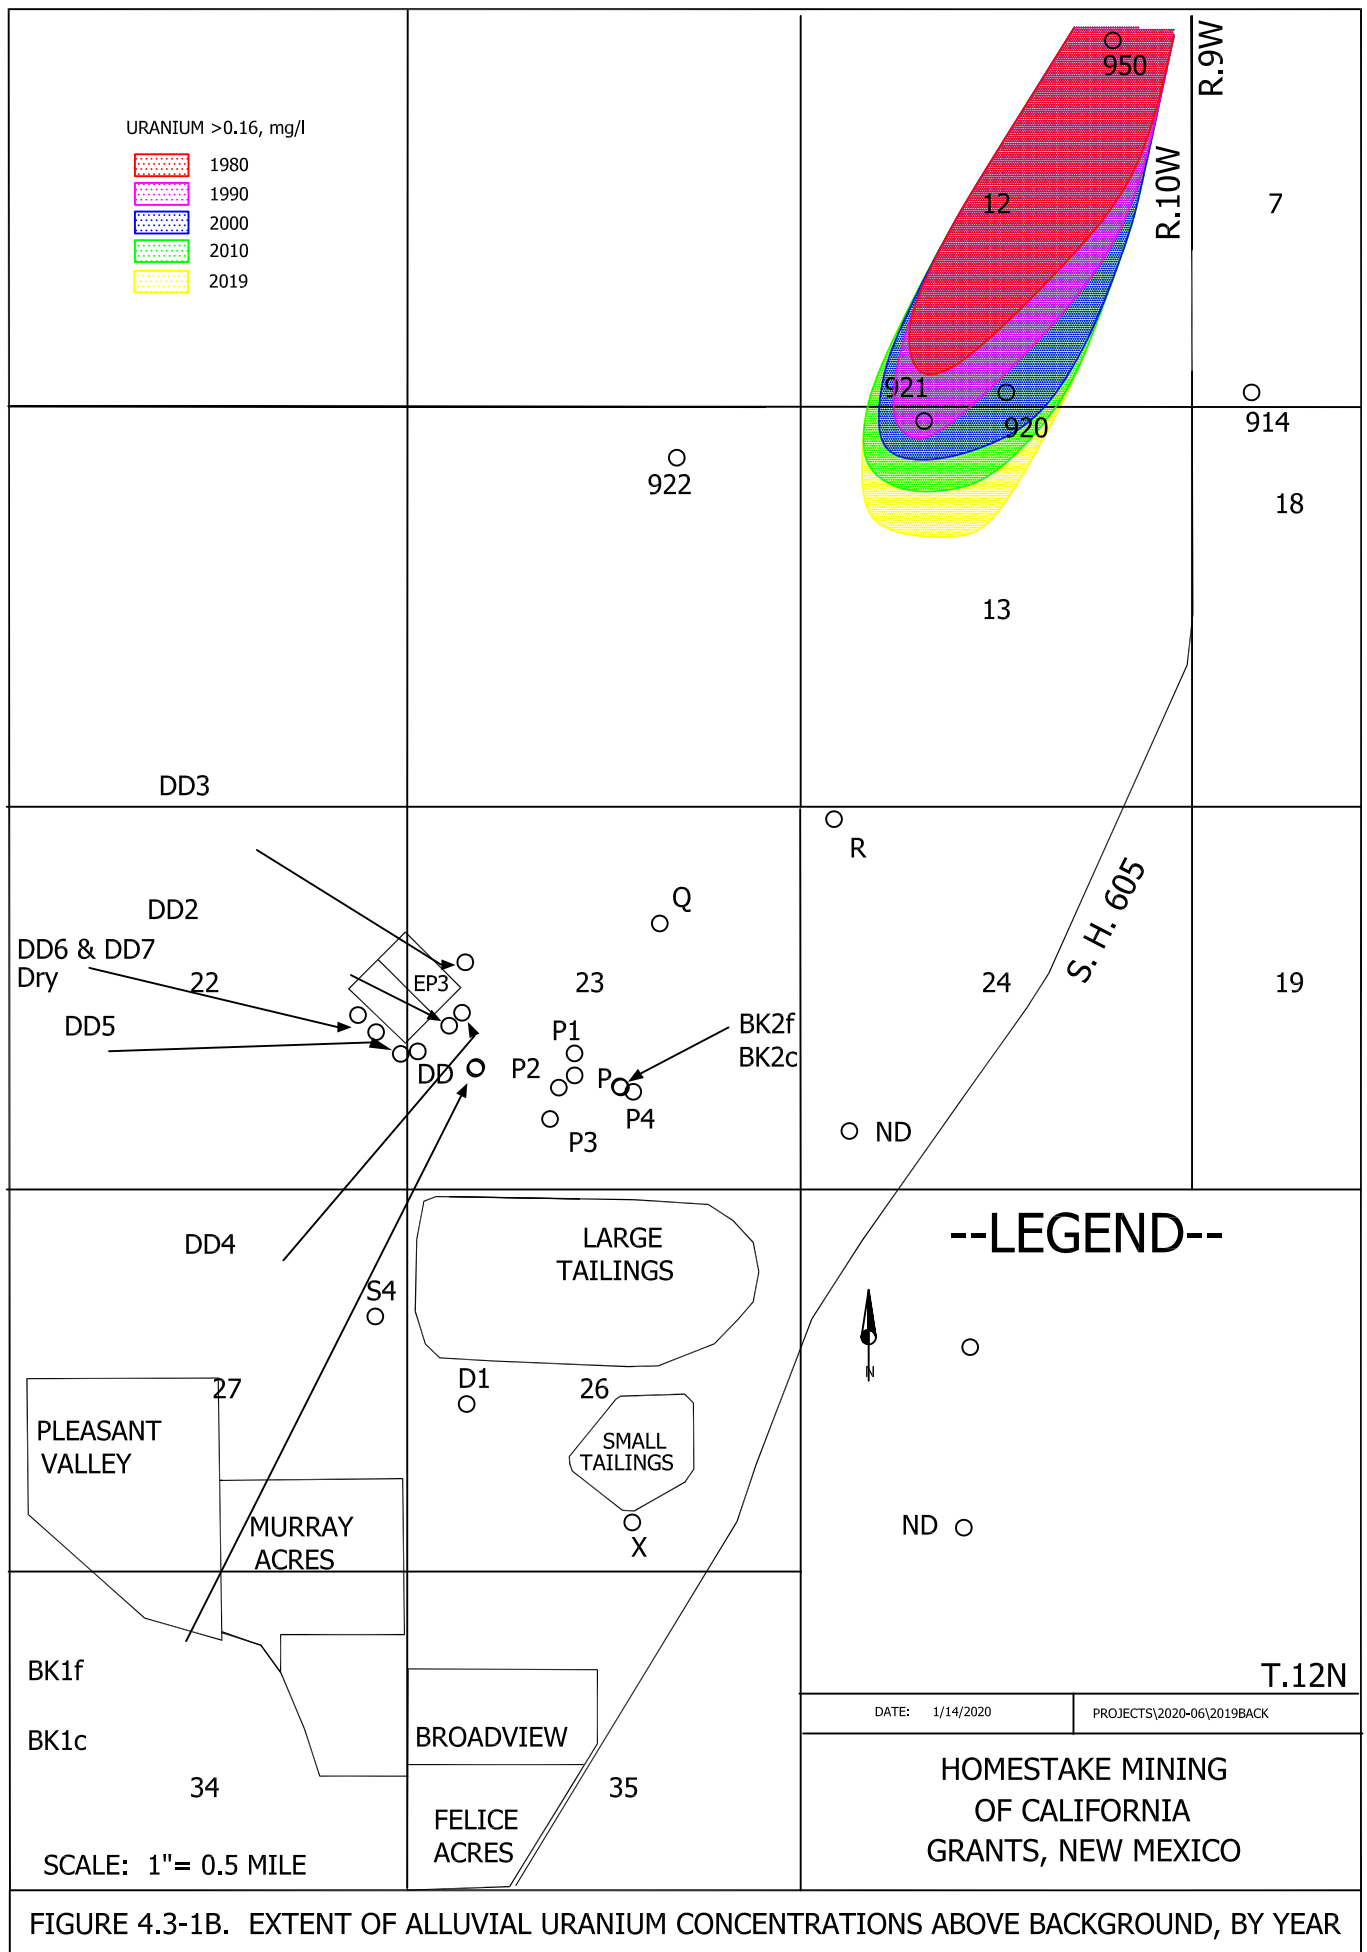 950
R.9W
URANIUM >0.16, mg/l
1980
1990
2000
2010
2019
R.10W
12
7
921
920
914
922
18
13
DD3
R
S. H. 605
Q
DD2
DD6 & DD7
Dry
22
EP3
23
24
19
DD5
P1
BK2f
BK2c
DD
P2
P
P4
P3
ND
--LEGEND--
LARGE
TAILINGS
DD4
S4
N
27
D1
26
PLEASANT
VALLEY
SMALL
TAILINGS
MURRAY
ACRES
X
ND
BK1f
T.12N
BK1c
BROADVIEW
DATE: 1/14/2020
PROJECTS\2020-06\2019BACK
34
35
HOMESTAKE MINING
OF CALIFORNIA
GRANTS, NEW MEXICO
FELICE
ACRES
SCALE: 1"= 0.5 MILE
FIGURE 4.3-1B. EXTENT OF ALLUVIAL URANIUM CONCENTRATIONS ABOVE BACKGROUND, BY YEAR